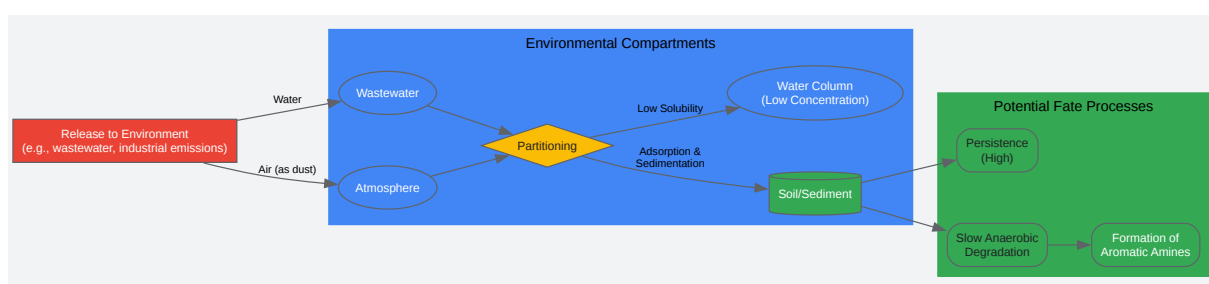 Environmental Compartments
Release to Environment
(e.g., wastewater, industrial emissions)
Water
Air (as dust)
Wastewater
Atmosphere
Partitioning
Low Solubility
Adsorption &
Sedimentation
Water Column
(Low Concentration)
Soil/Sediment
Potential Fate Processes
Persistence
(High)
Slow Anaerobic
Degradation
Formation of
Aromatic Amines